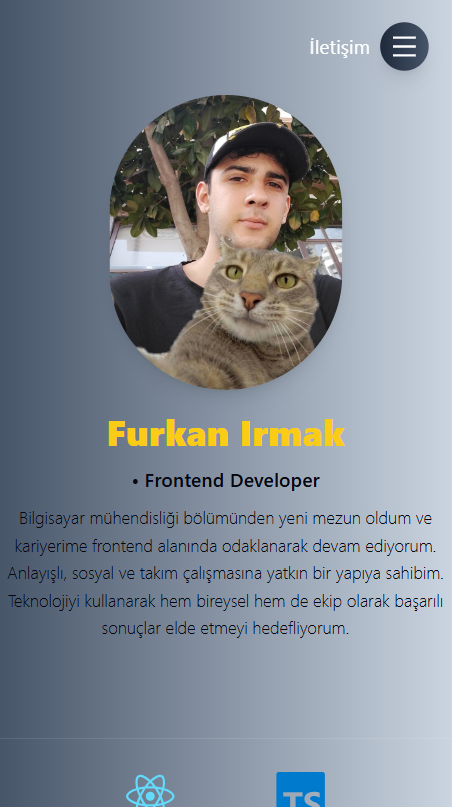 İletişim
Furkan Irmak
• Frontend Developer
Bilgisayar mühendisliği bölümünden yeni mezun oldum ve
kariyerime frontend alanında odaklanarak devam ediyorum.
Anlayışlı, sosyal ve takım çalışmasına yatkın bir yapıya sahibim.
Teknolojiyi kullanarak hem bireysel hem de ekip olarak başarılı
sonuçlar elde etmeyi hedefliyorum.
TS